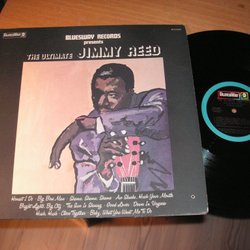 BLUESWAY RECORDS
presents
THE ULTIMATE JIMMY REED
Honest I Do · Big Boss Man · Shame, Shame, Shame · Ain't Nobody, Hush Your Mouth
Bright Lights, Big City · The Sun Is Shining · Good Lover · Down In Virginia
Hush, Hush · Close Together · Baby, What You Want Me To Do